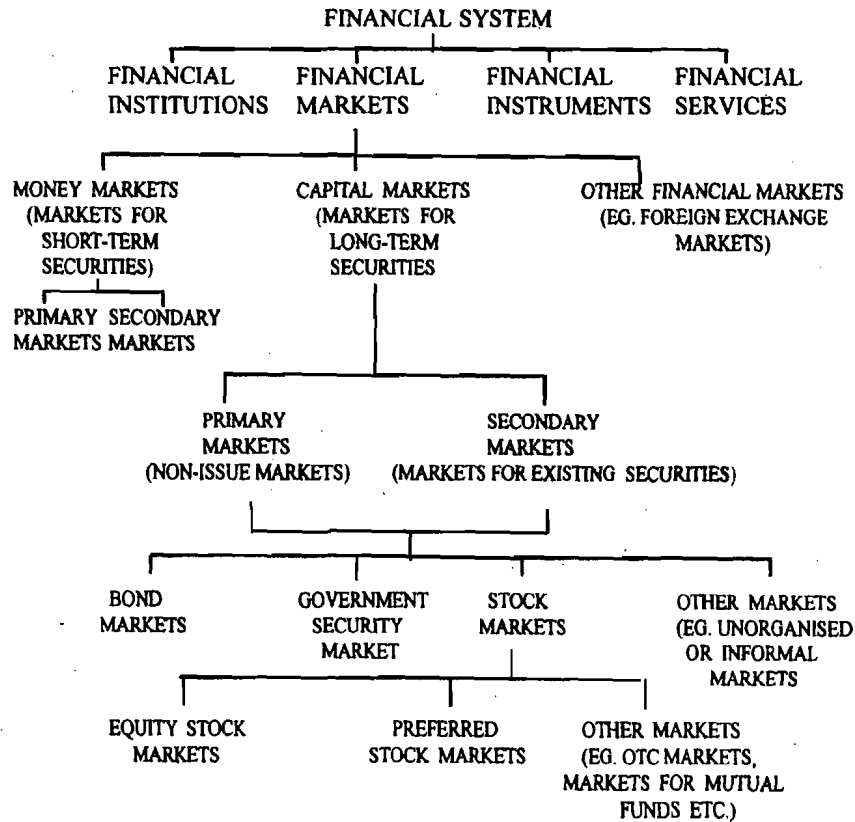 FINANCIAL SYSTEM
FINANCIAL INSTITUTIONS
FINANCIAL MARKETS
FINANCIAL INSTRUMENTS
FINANCIAL SERVICES
MONEY MARKETS
(MARKETS FOR
SHORT-TERM
SECURITIES)
CAPITAL MARKETS
(MARKETS FOR
LONG-TERM
SECURITIES
OTHER FINANCIAL MARKETS
(EG. FOREIGN EXCHANGE
MARKETS)
PRIMARY
MARKETS
SECONDARY
MARKETS
PRIMARY
MARKETS
(NON-ISSUE MARKETS)
SECONDARY
MARKETS
(MARKETS FOR EXISTING SECURITIES)
BOND
MARKETS
GOVERNMENT
SECURITY
MARKET
STOCK
MARKETS
OTHER MARKETS
(EG. UNORGANISED
OR INFORMAL
MARKETS
EQUITY STOCK
MARKETS
PREFERRED
STOCK MARKETS
OTHER MARKETS
(EG. OTC MARKETS,
MARKETS FOR MUTUAL
FUNDS ETC.)